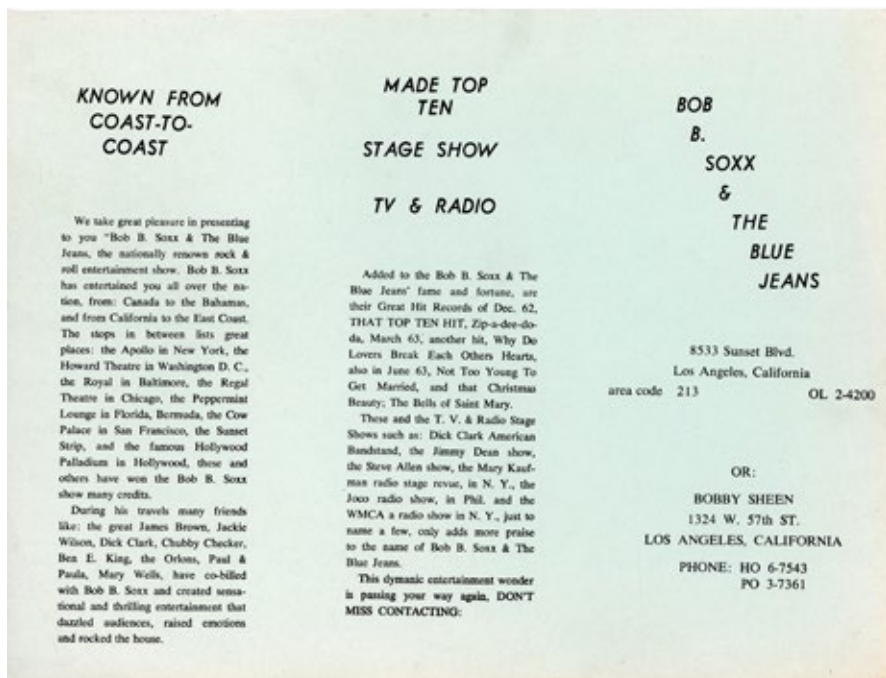 KNOWN FROM
COAST-TO-
COAST
We take great pleasure in presenting
to you "Bob B. Soxx & The Blue
Jeans, the nationally renown rock &
roll entertainment show. Bob B. Soxx
has entertained you all over the na-
tion, from: Canada to the Bahamas,
and from California to the East Coast.
The stops in between lists great
places: the Apollo in New York, the
Howard Theatre in Washington D. C.,
the Royal in Baltimore, the Regal
Theatre in Chicago, the Peppermint
Lounge in Florida, Bermuda, the Cow
Palace in San Francisco, the Sunset
Strip, and the famous Hollywood
Palladium in Hollywood, these and
others have won the Bob B. Soxx
show many credits.
During his travels many friends
like: the great James Brown, Jackie
Wilson, Dick Clark, Chubby Checker,
Ben E. King, the Orlons, Paul &
Paula, Mary Wells, have co-billed
with Bob B. Soxx and created sensa-
tional and thrilling entertainment that
dazzled audiences, raised emotions
and rocked the house.
MADE TOP
TEN
STAGE SHOW
TV & RADIO
Added to the Bob B. Soxx & The
Blue Jeans' fame and fortune, are
their Great Hit Records of Dec. 62,
THAT TOP TEN HIT, Zip-a-dee-do-
da, March 63, another hit, Why Do
Lovers Break Each Others Hearts,
also in June 63, Not Too Young To
Get Married, and that Christmas
Beauty; The Bells of Saint Mary.
These and the T. V. & Radio Stage
Shows such as: Dick Clark American
Bandstand, the Jimmy Dean show,
the Steve Allen show, the Mary Kauf-
man radio stage revue, in N. Y., the
Joco radio show, in Phil. and the
WMCA a radio show in N. Y., just to
name a few, only adds more praise
to the name of Bob B. Soxx & The
Blue Jeans.
This dymanic entertainment wonder
is passing your way again, DON'T
MISS CONTACTING:
BOB
B.
SOXX
&
THE
BLUE
JEANS
8533 Sunset Blvd.
Los Angeles, California
area code 213 OL 2-4200
OR:
BOBBY SHEEN
1324 W. 57th ST.
LOS ANGELES, CALIFORNIA
PHONE: HO 6-7543
PO 3-7361